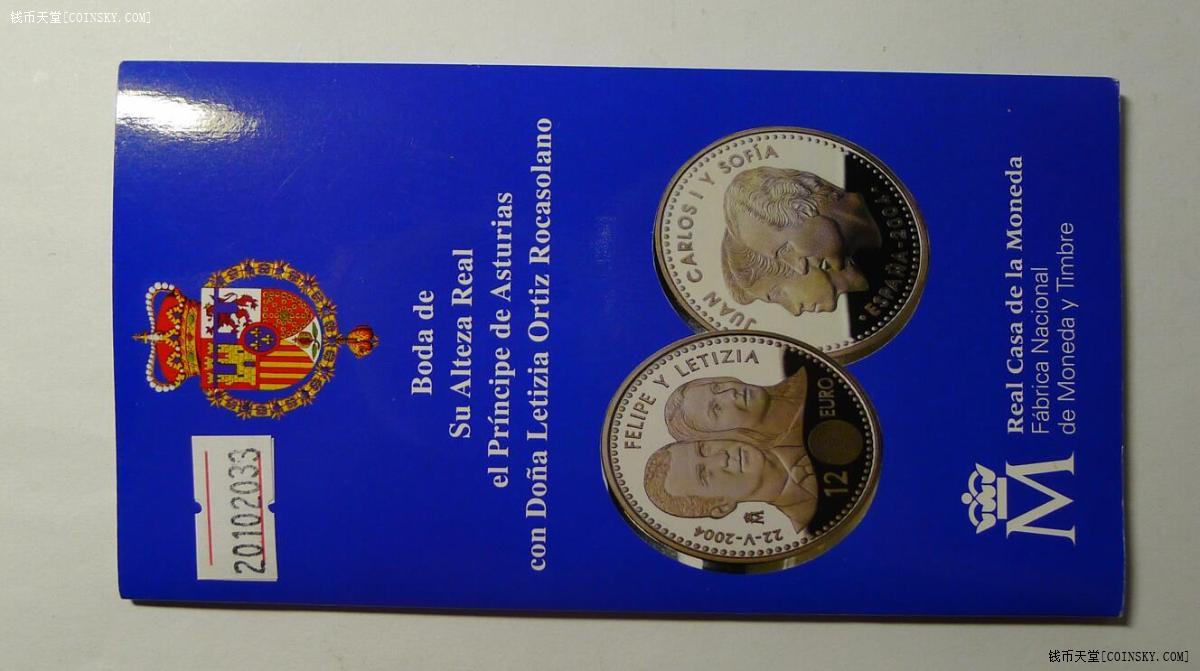 钱币天堂[COINSKY.COM]
20102033
Boda de
Su Alteza Real
el Príncipe de Asturias
con Doña Letizia Ortiz Rocasolano
JUAN CARLOS I Y SOFÍA
ESPAÑA-2004
FELIPE Y LETIZIA
12 EURO
22-V-2004
M
Real Casa de la Moneda
Fábrica Nacional
de Moneda y Timbre
钱币天堂[COINSKY.COM]